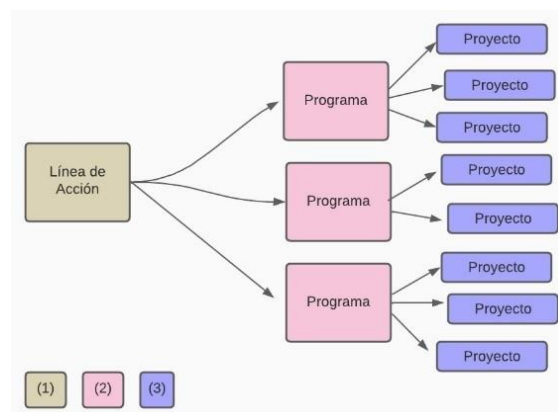 Línea de
Acción
Programa
Proyecto
Proyecto
Proyecto
Programa
Proyecto
Proyecto
Programa
Proyecto
Proyecto
Proyecto
(1)
(2)
(3)